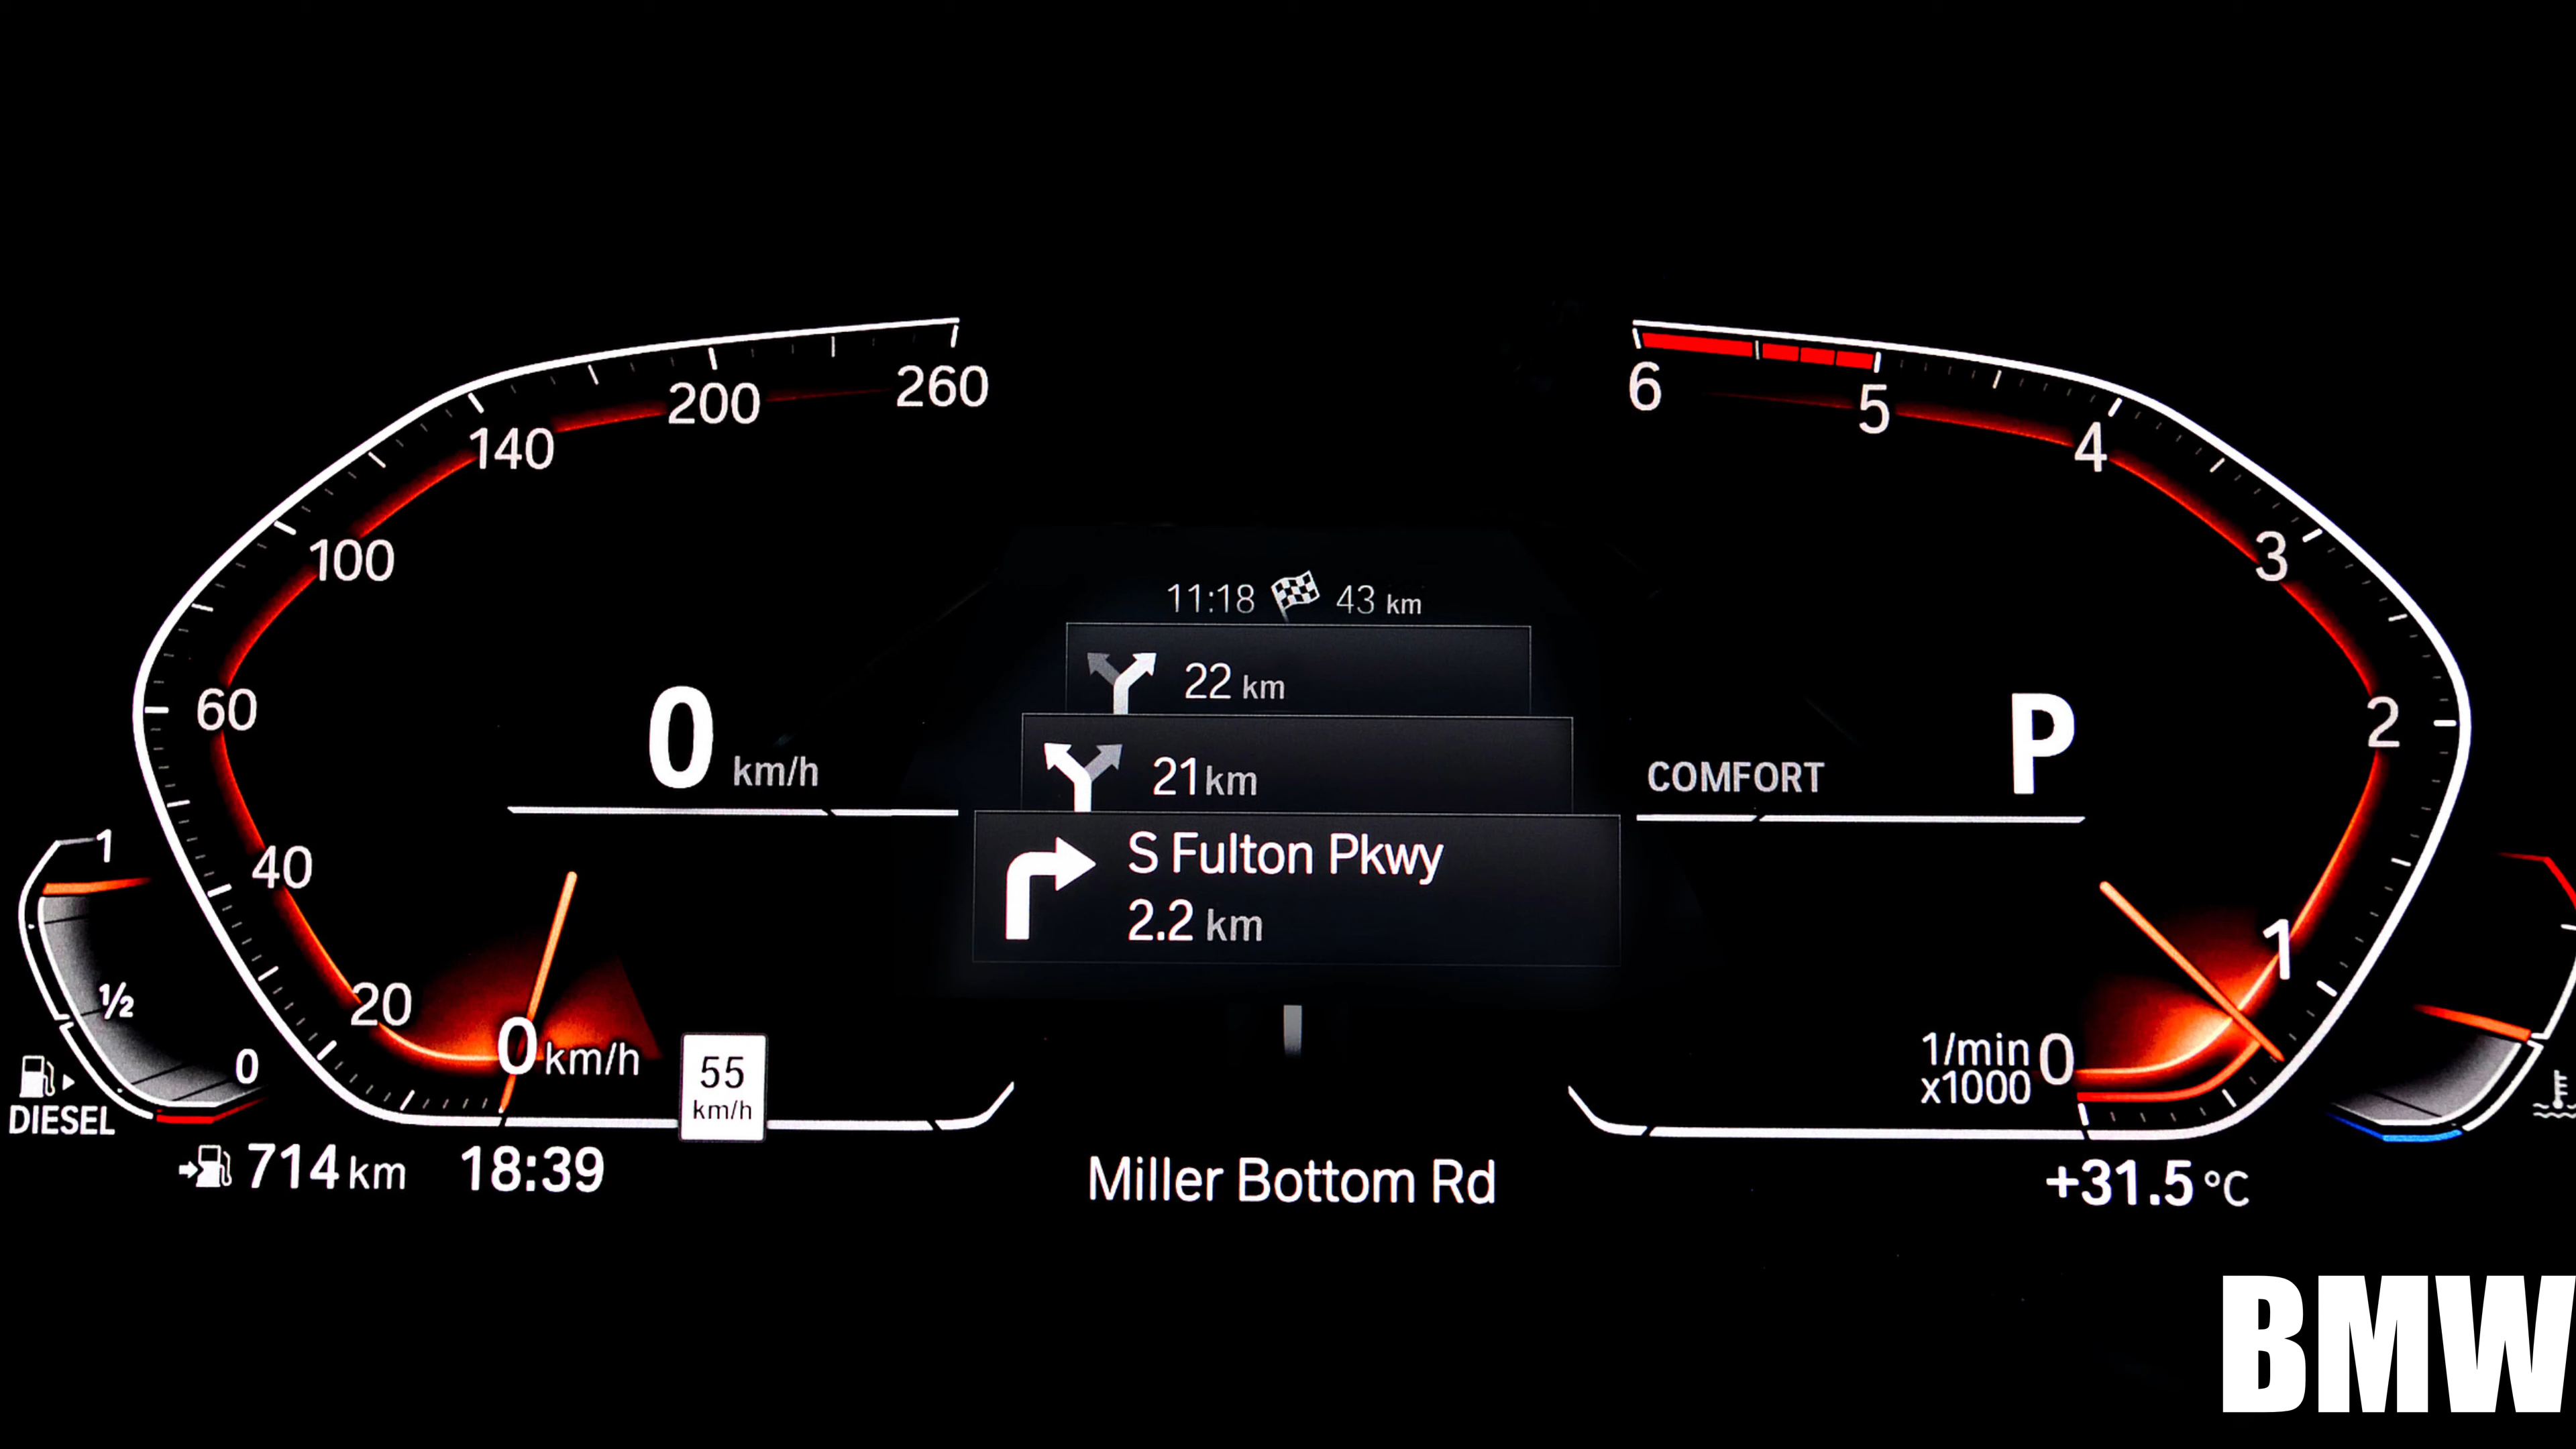 260
200
140
100
60
40
20
0 km/h
0 km/h
1
½
0
DIESEL
714 km
18:39
55
km/h
11:18 43 km
22 km
21 km
S Fulton Pkwy
2.2 km
Miller Bottom Rd
6
5
4
3
2
1
0
COMFORT
P
1/min
x1000
+31.5 °C
BMW